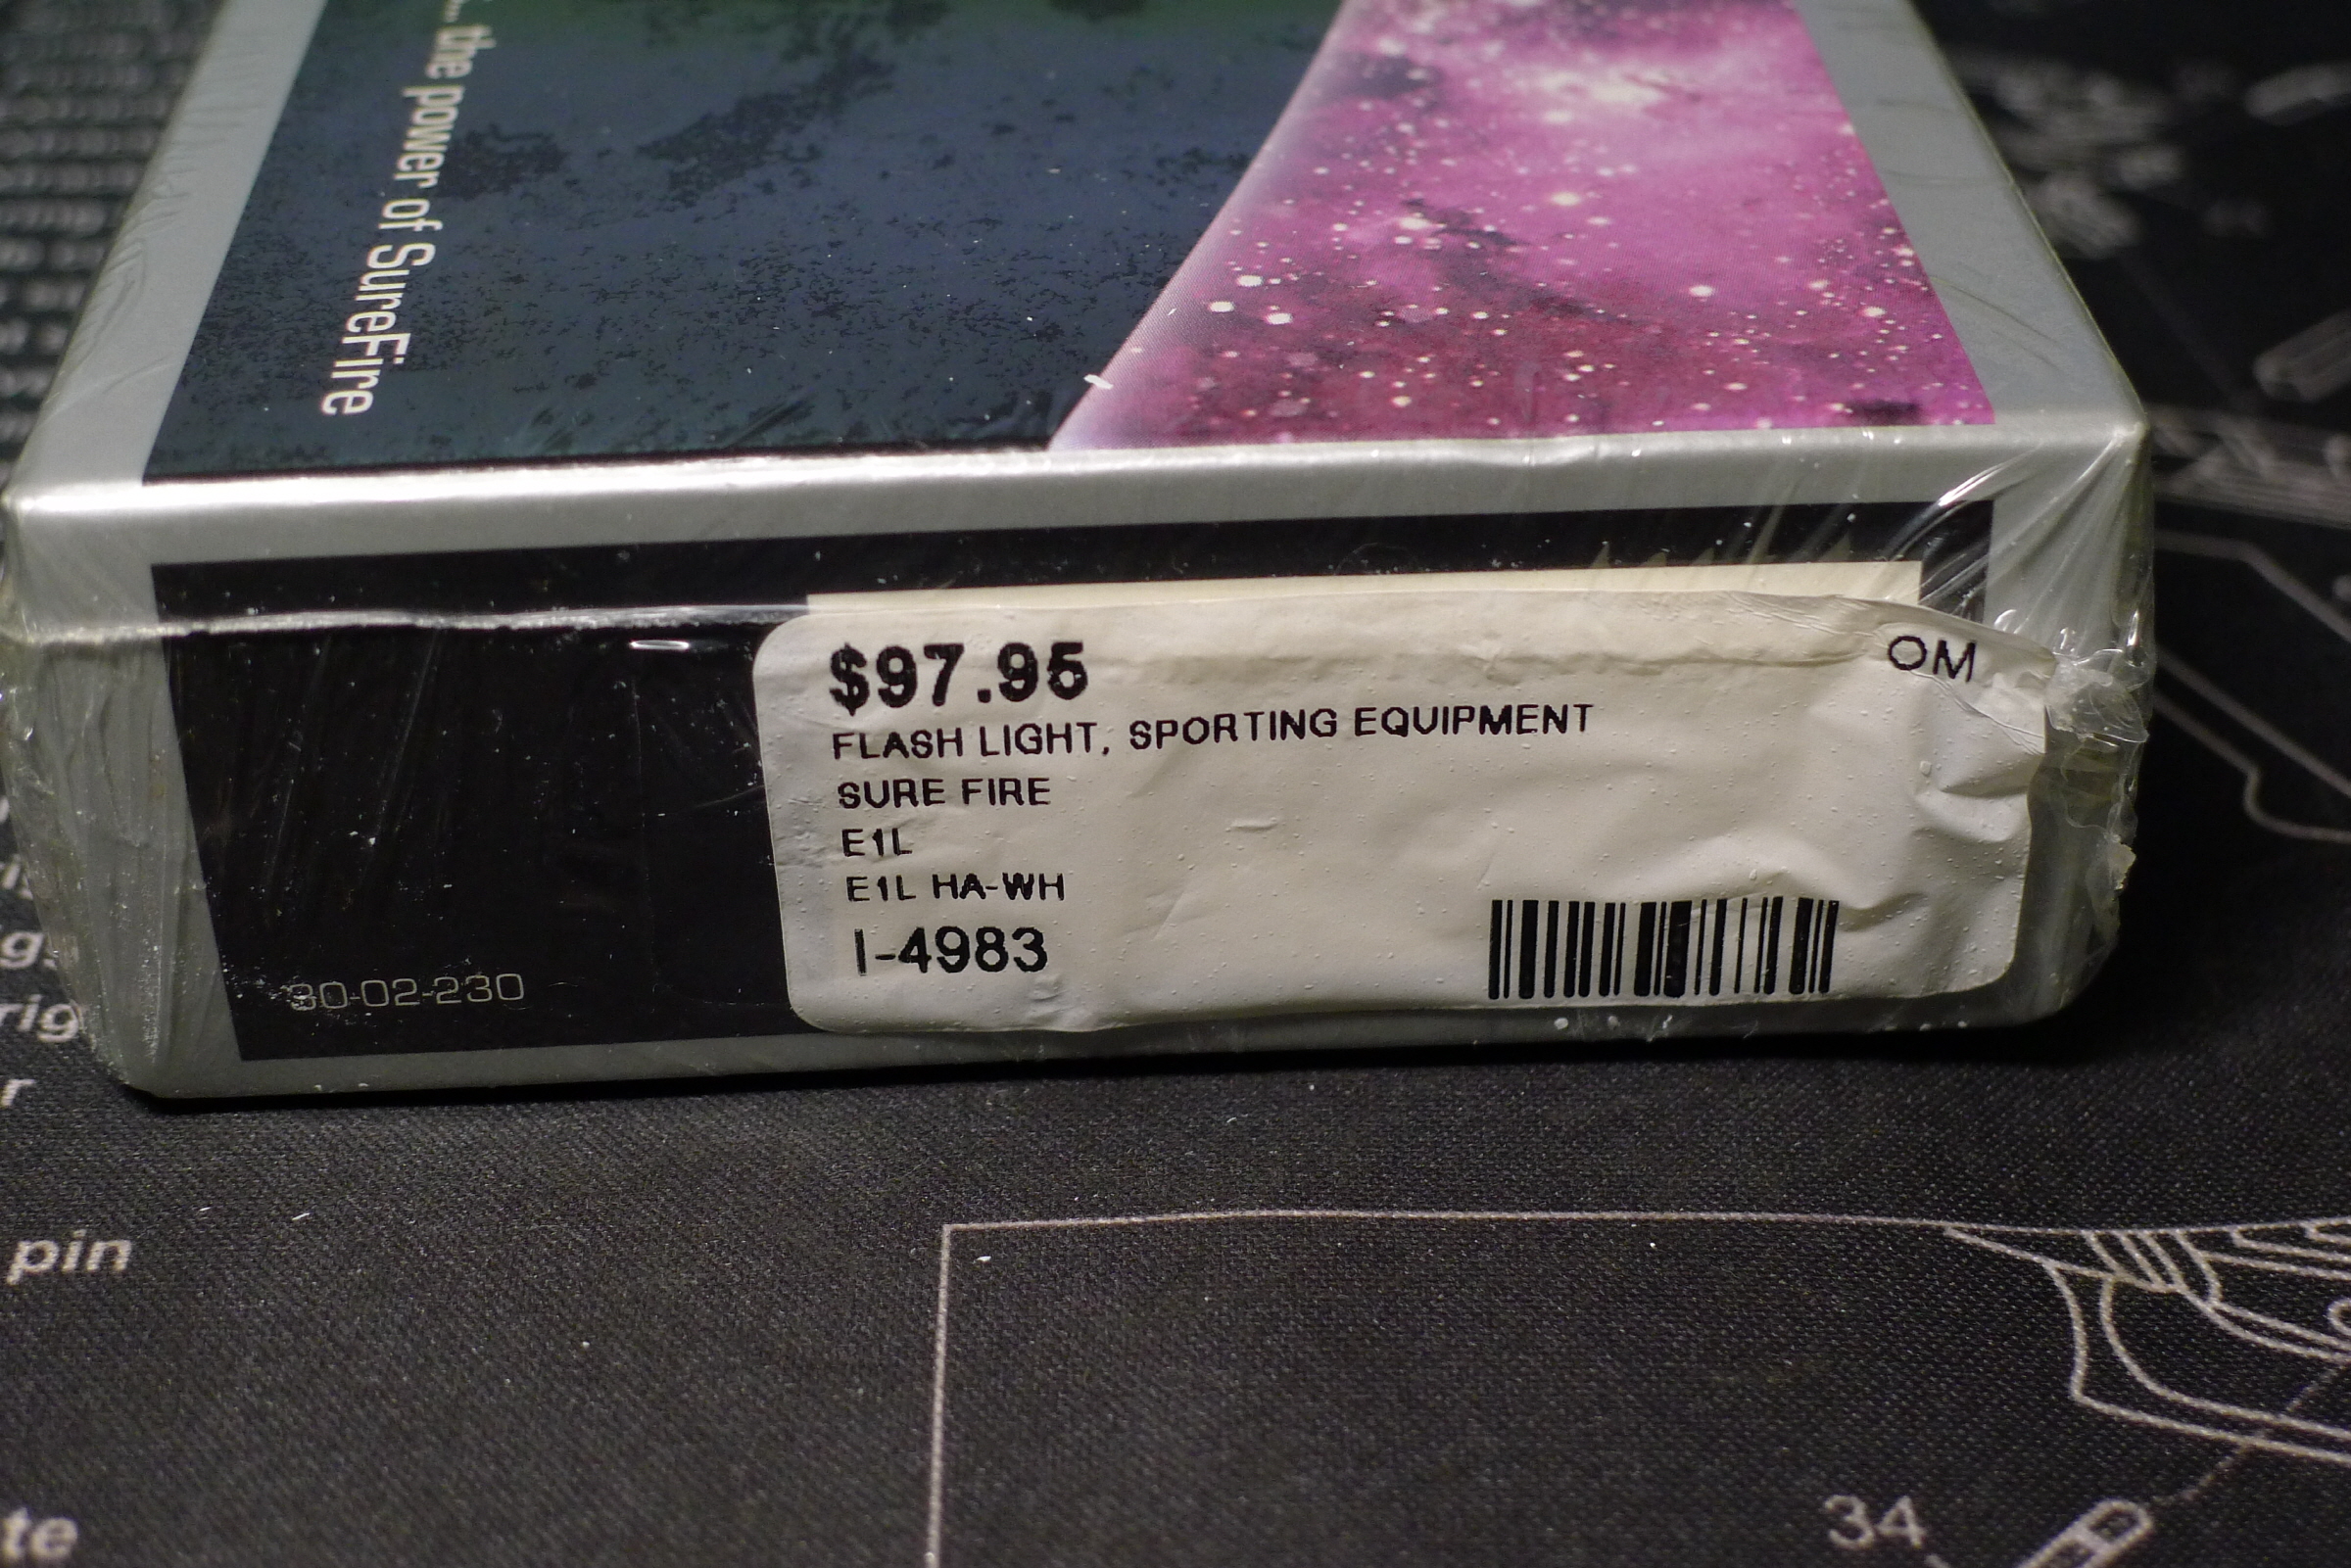 ... the power of SureFire
$97.95
OM
FLASH LIGHT, SPORTING EQUIPMENT
SURE FIRE
E1L
E1L HA-WH
I-4983
30-02-230
pin
34